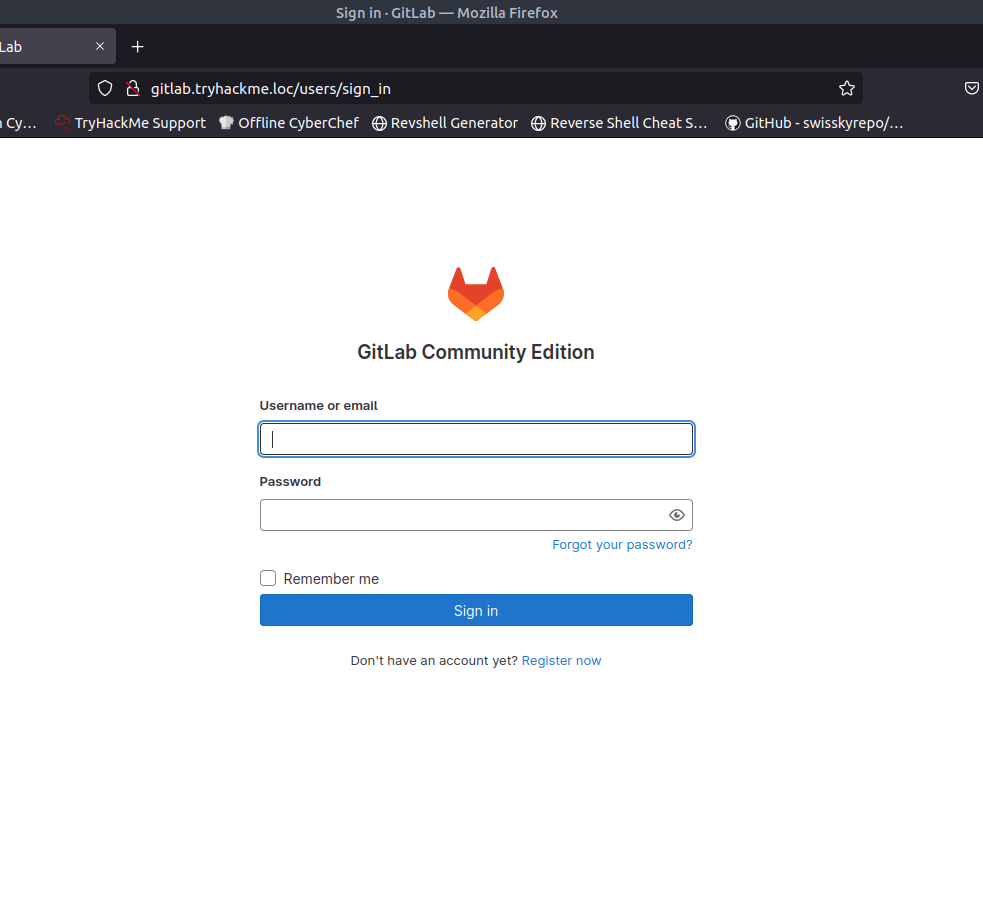 Sign in · GitLab — Mozilla Firefox
Lab
gitlab.tryhackme.loc/users/sign_in
n Cy… TryHackMe Support Offline CyberChef Revshell Generator Reverse Shell Cheat S… GitHub - swisskyrepo/…
GitLab Community Edition
Username or email
Password
Forgot your password?
Remember me
Sign in
Don't have an account yet? Register now